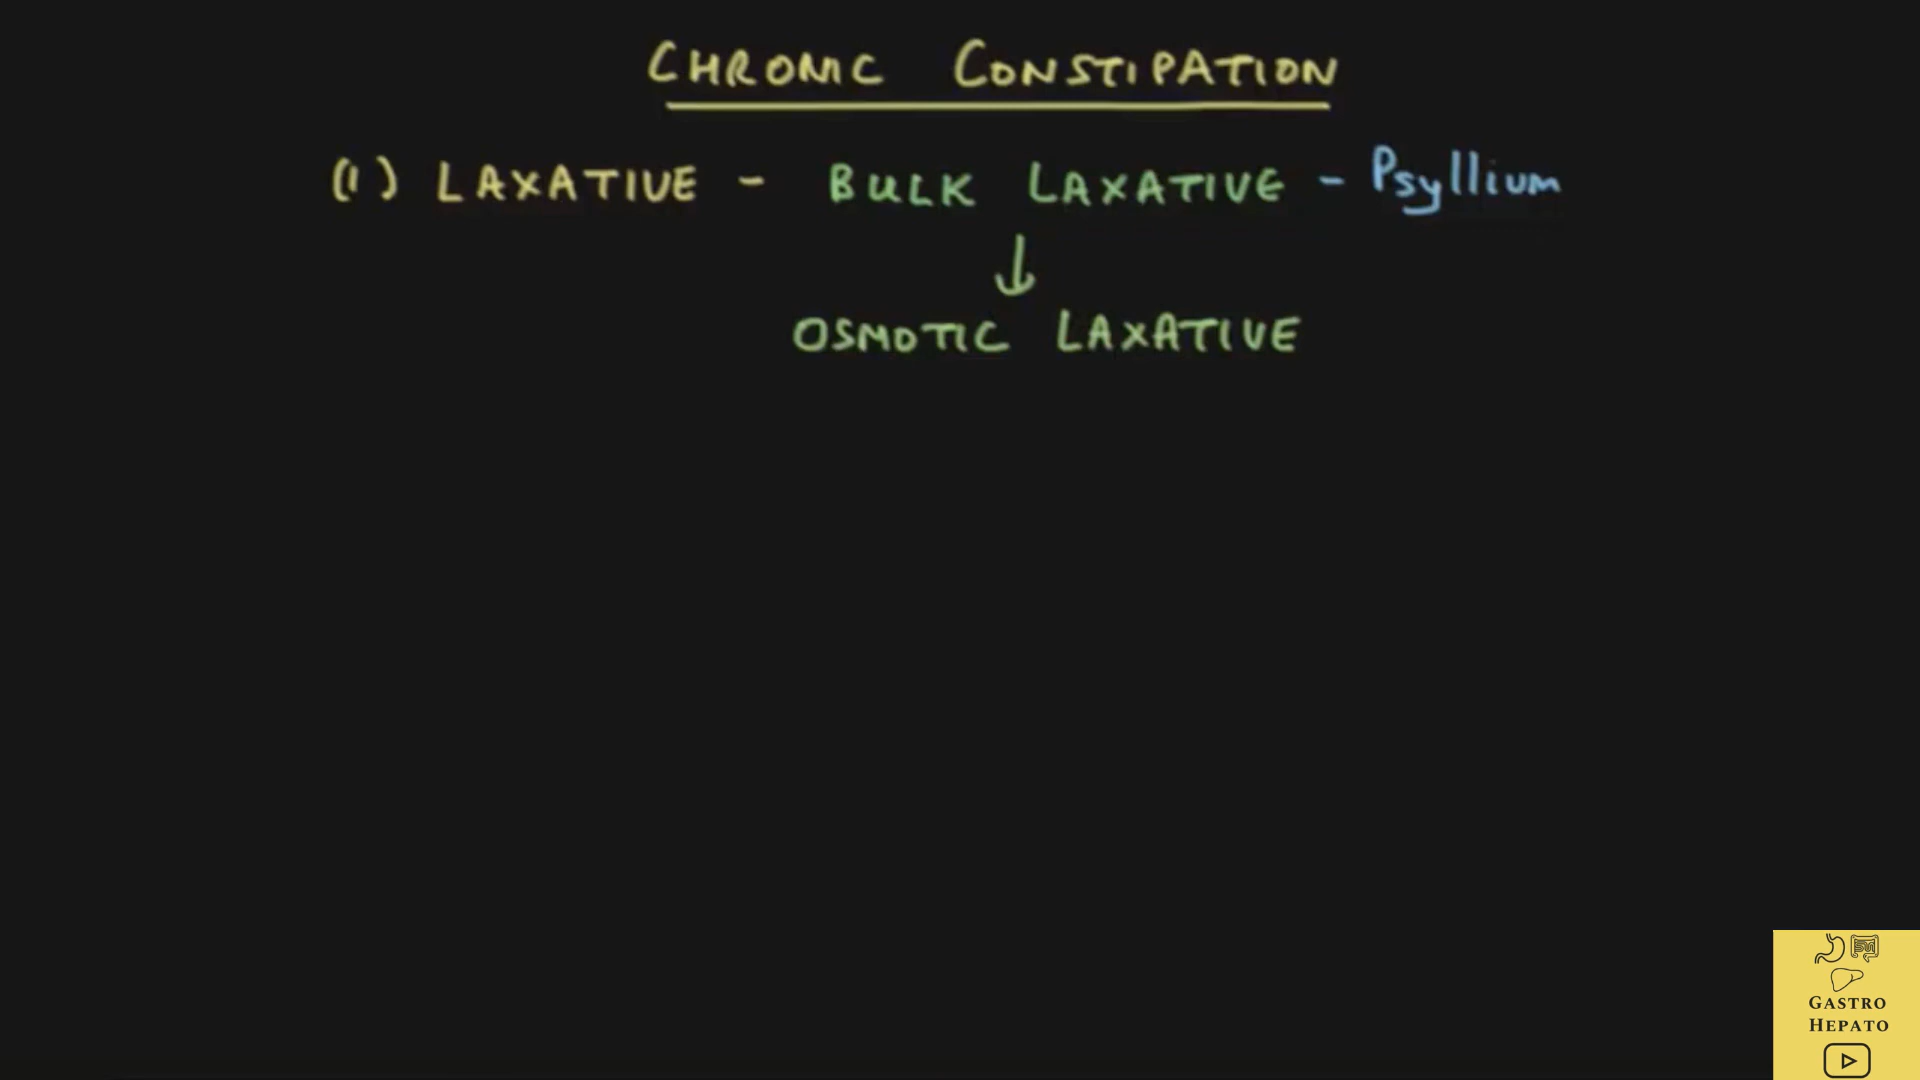 CHRONIC CONSTIPATION
(1) LAXATIVE - BULK LAXATIVE - Psyllium
↓
OSMOTIC LAXATIVE
GASTRO
HEPATO